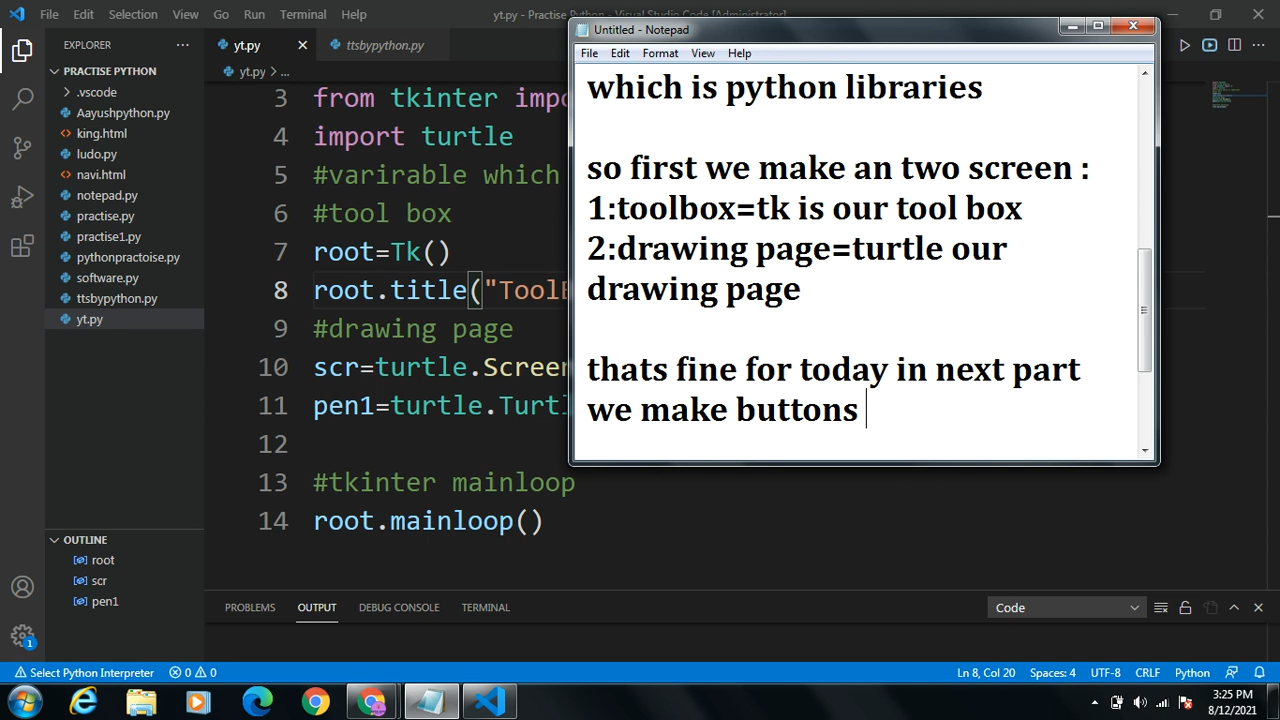 File Edit Selection View Go Run Terminal Help
yt.py - Practise Python - Visual Studio Code [Administrator]
EXPLORER
PRACTISE PYTHON
.vscode
Aayushpython.py
king.html
ludo.py
navi.html
notepad.py
practise.py
practise1.py
pythonpractoise.py
software.py
ttsbypython.py
yt.py
OUTLINE
root
scr
pen1
yt.py
ttsbypython.py
yt.py > ...
3 from tkinter impo
4 import turtle
5 #varirable which
6 #tool box
7 root=Tk()
8 root.title("ToolB
9 #drawing page
10 scr=turtle.Screen
11 pen1=turtle.Turtl
12
13 #tkinter mainloop
14 root.mainloop()
Untitled - Notepad
File Edit Format View Help
which is python libraries
so first we make an two screen :
1:toolbox=tk is our tool box
2:drawing page=turtle our
drawing page
thats fine for today in next part
we make buttons
PROBLEMS OUTPUT DEBUG CONSOLE TERMINAL
Code
Select Python Interpreter 0 0
Ln 8, Col 20 Spaces: 4 UTF-8 CRLF Python
1
3:25 PM
8/12/2021